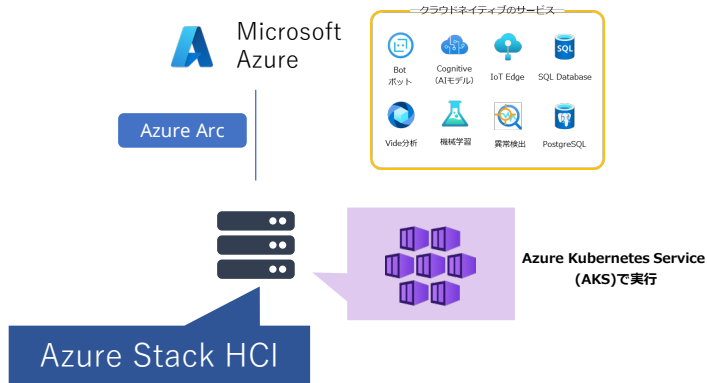 Microsoft
Azure
Azure Arc
クラウドネイティブのサービス
Bot
ボット
Cognitive
（AIモデル）
IoT Edge
SQL
SQL Database
Vide分析
機械学習
異常検出
PostgreSQL
Azure Kubernetes Service
(AKS)で実行
Azure Stack HCI